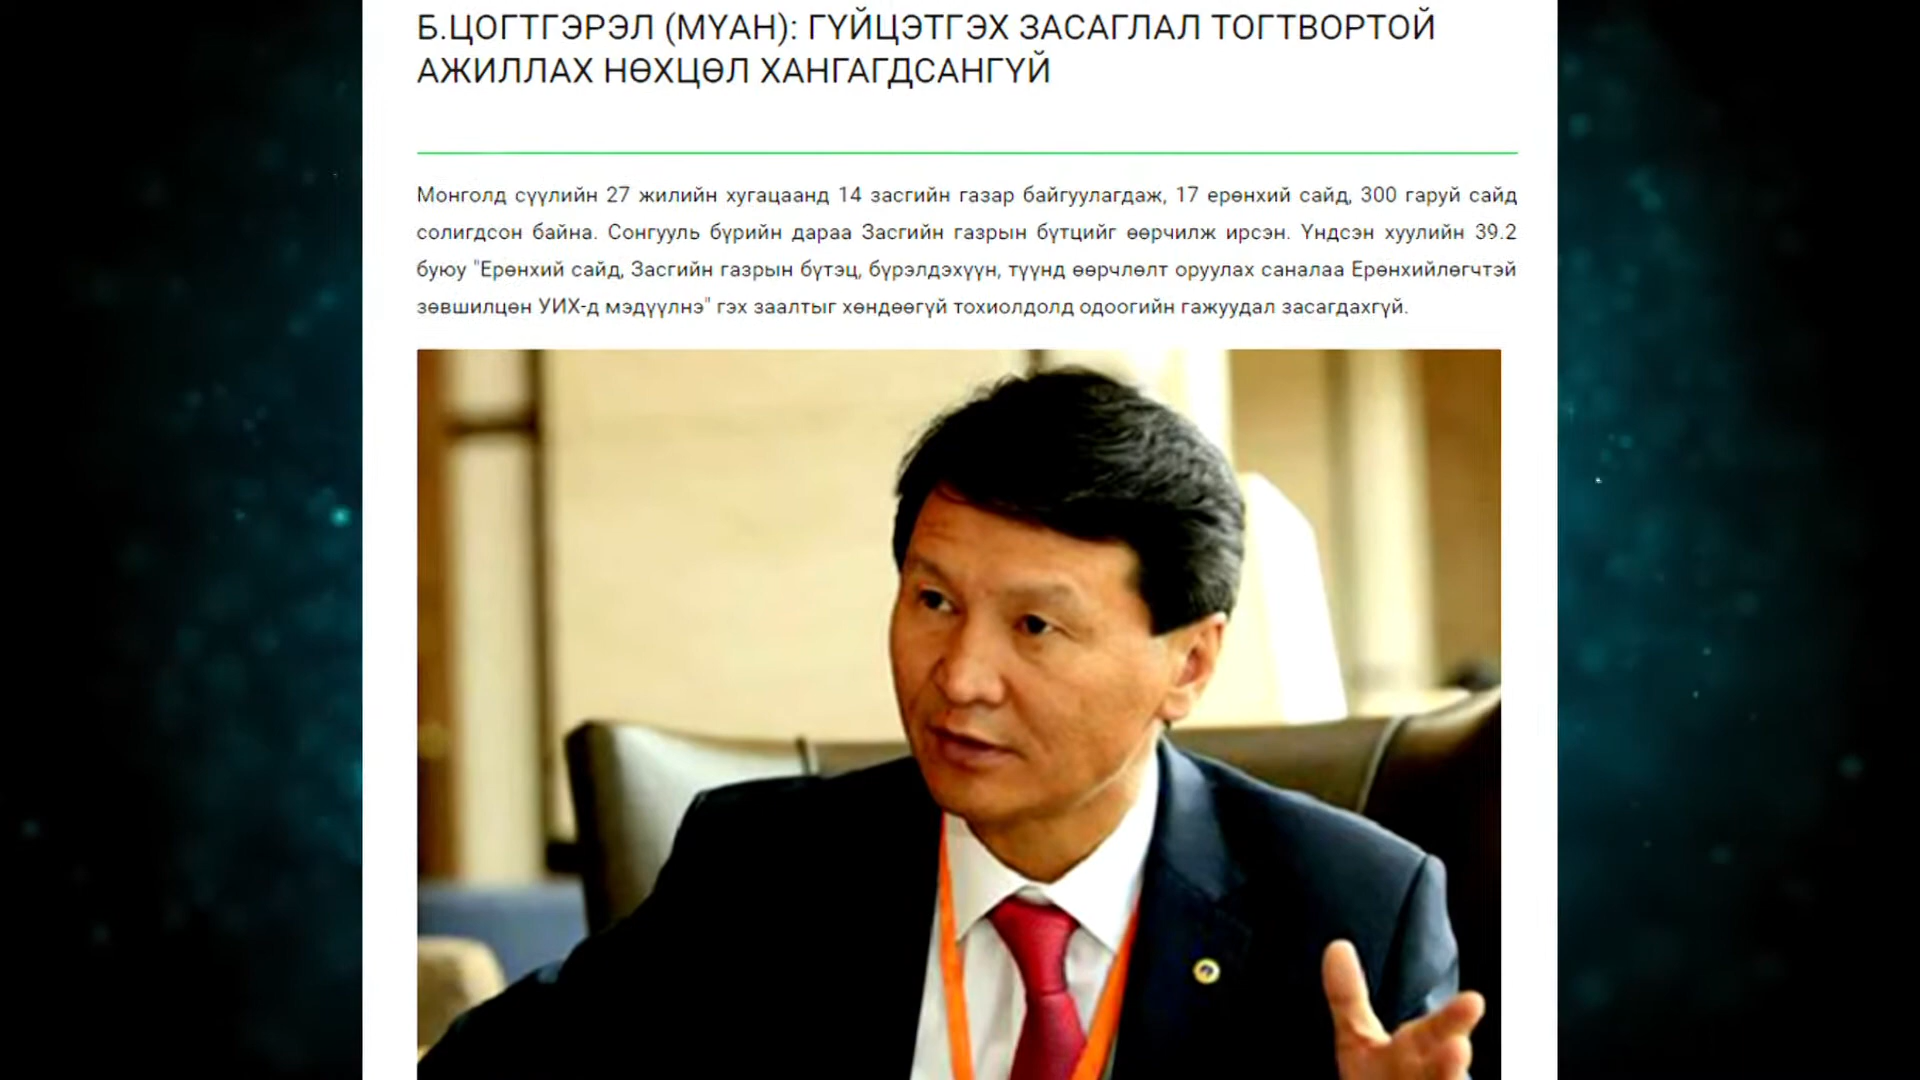 Б.ЦОГТГЭРЭЛ (МҮАН): ГҮЙЦЭТГЭХ ЗАСАГЛАЛ ТОГТВОРТОЙ
АЖИЛЛАХ НӨХЦӨЛ ХАНГАГДСАНГҮЙ
Монголд сүүлийн 27 жилийн хугацаанд 14 засгийн газар байгуулагдаж, 17 ерөнхий сайд, 300 гаруй сайд
солигдсон байна. Сонгууль бүрийн дараа Засгийн газрын бүтцийг өөрчилж ирсэн. Үндсэн хуулийн 39.2
буюу "Ерөнхий сайд, Засгийн газрын бүтэц, бүрэлдэхүүн, түүнд өөрчлөлт оруулах саналаа Ерөнхийлөгчтэй
зөвшилцөн УИХ-д мэдүүлнэ" гэх заалтыг хөндөөгүй тохиолдолд одоогийн гажуудал засагдахгүй.